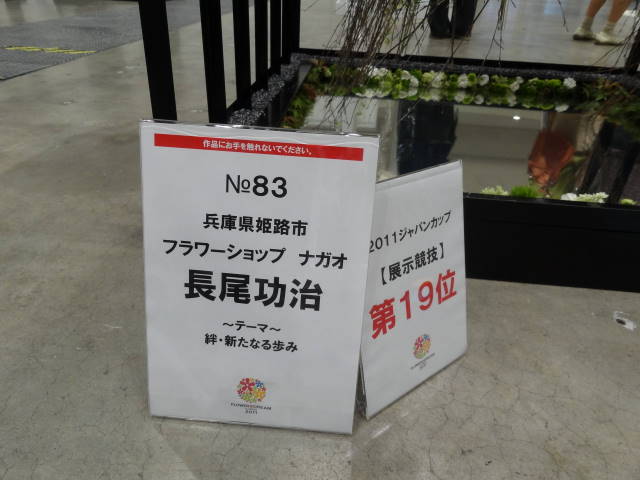 作品にお手を触れないでください。
№83
兵庫県姫路市
フラワーショップ ナガオ
長尾功治
～テーマ～
絆・新たなる歩み
FLOWERDREAM
2011
2011ジャパンカップ
【展示競技】
第19位